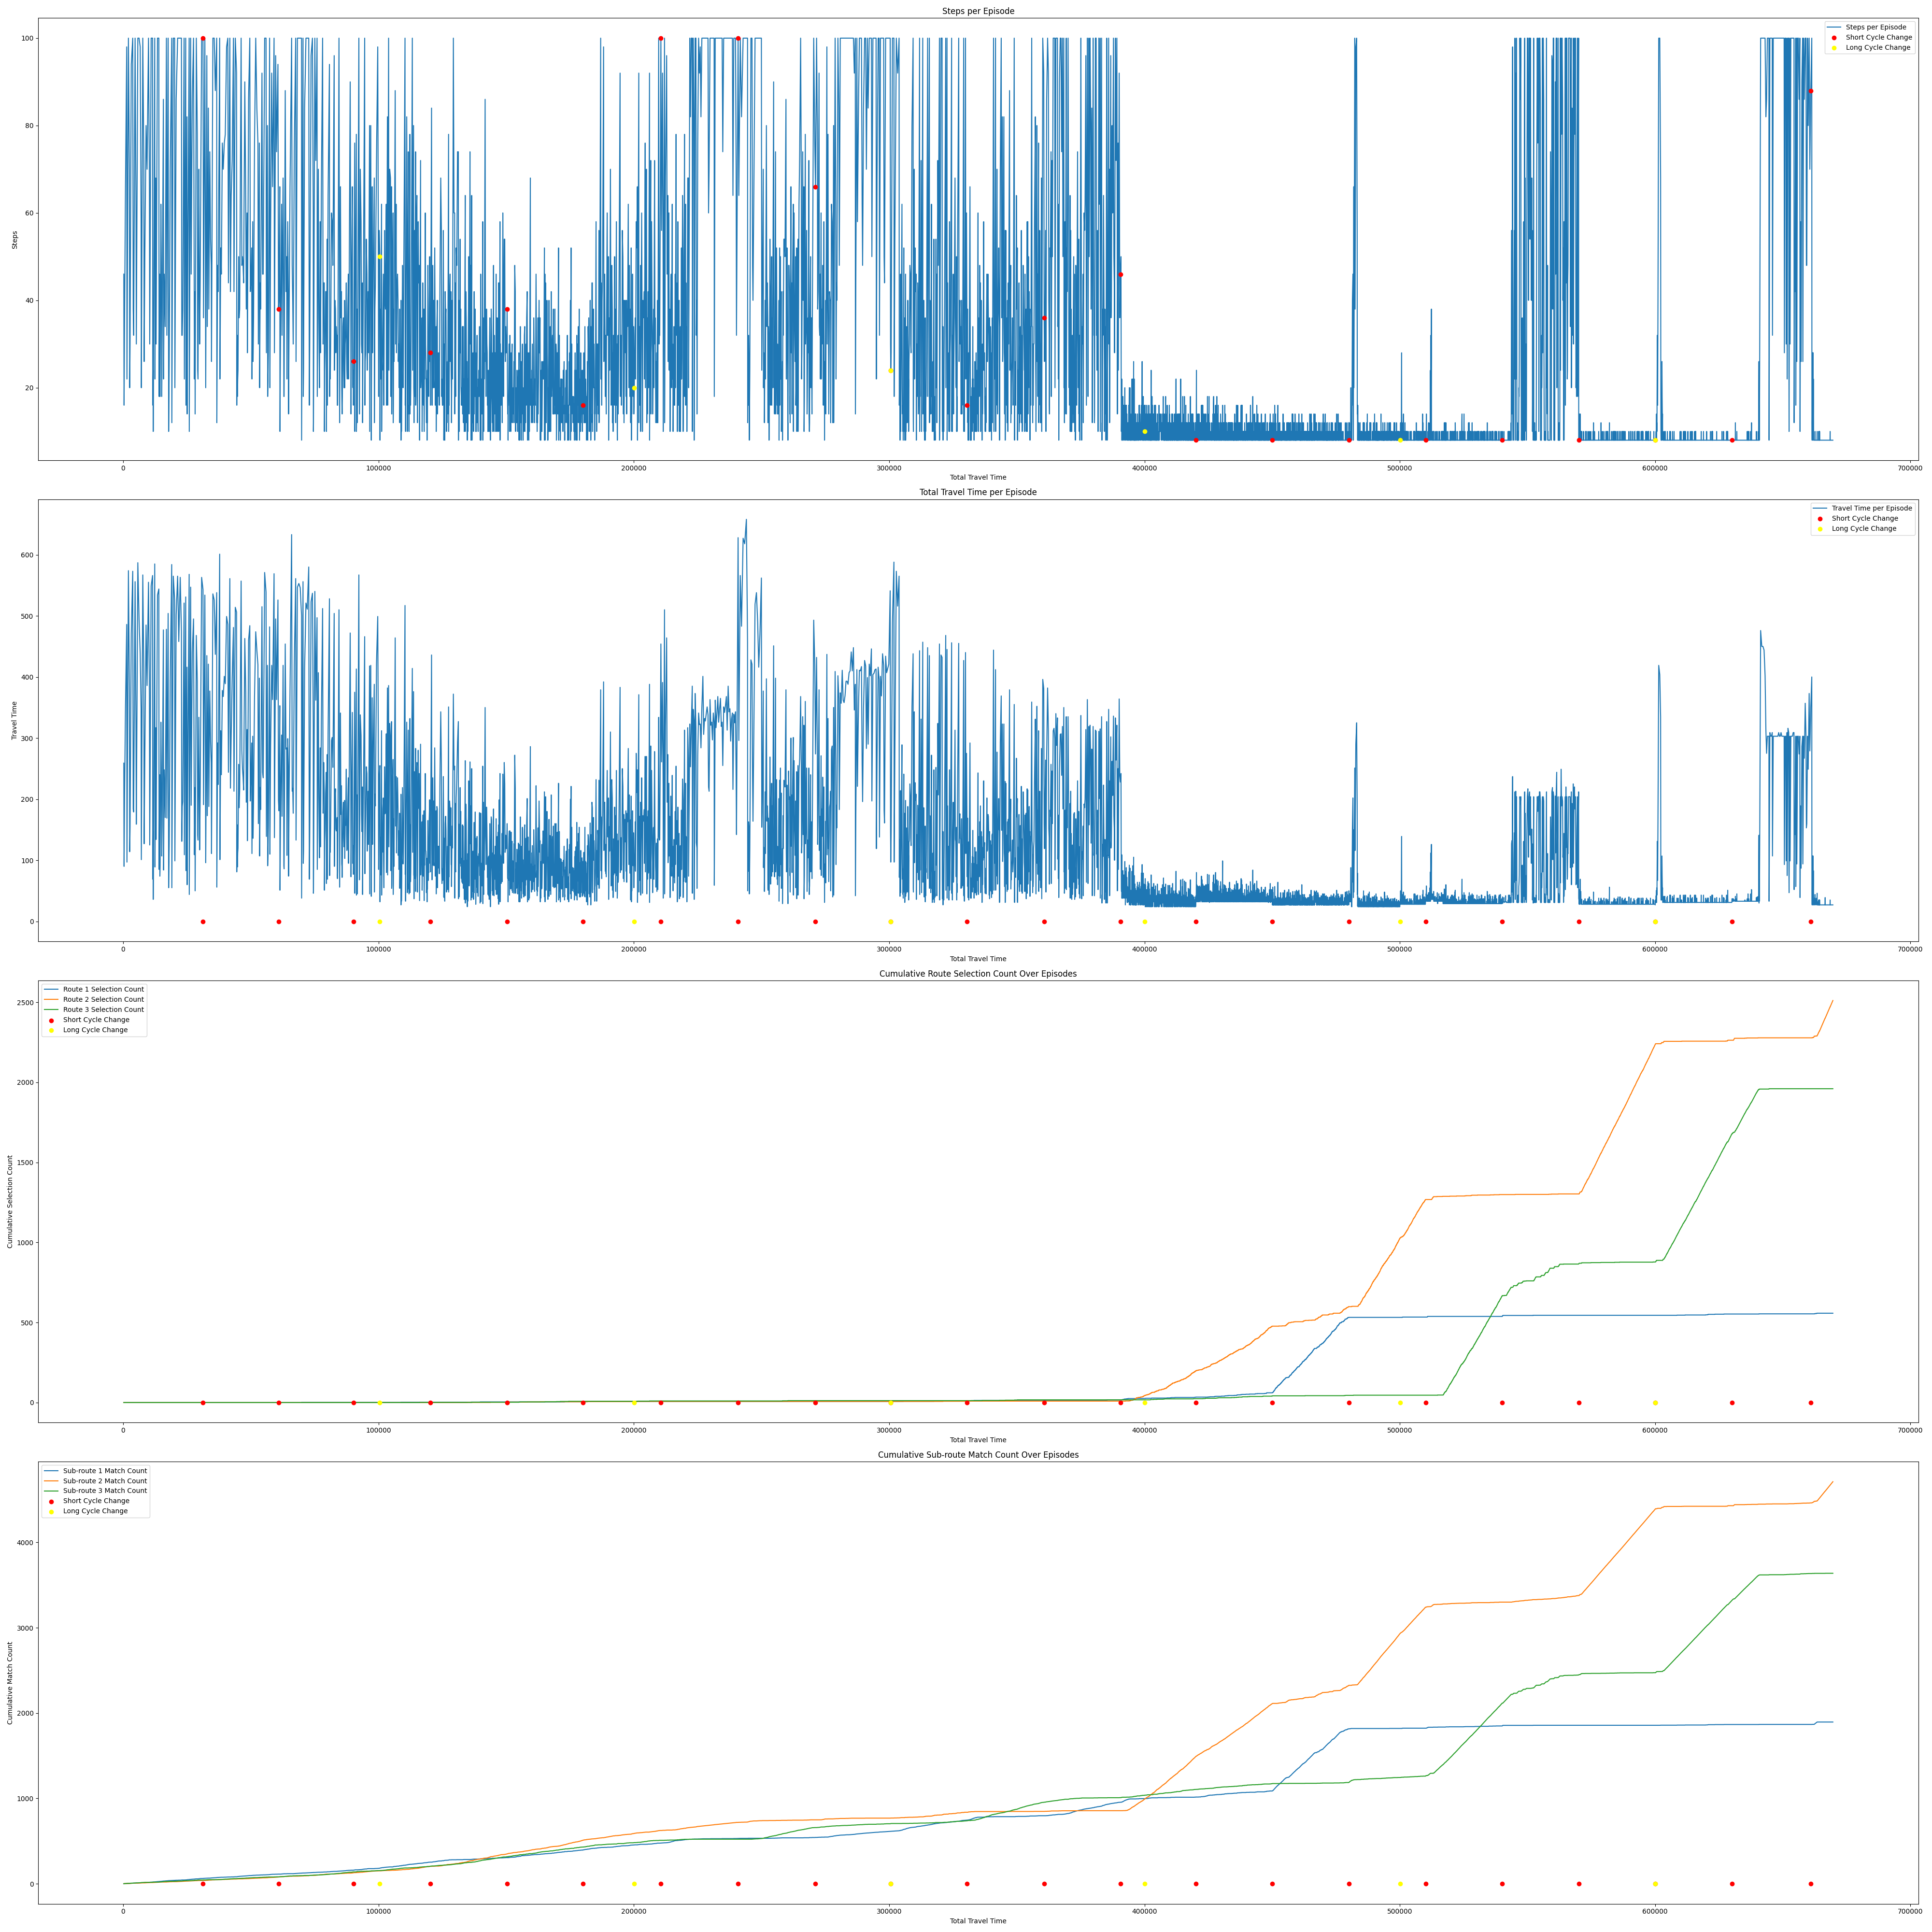 Steps per Episode
Steps per Episode
Short Cycle Change
Long Cycle Change
100
80
60
40
20
Steps
0 100000 200000 300000 400000 500000 600000 700000
Total Travel Time
Total Travel Time per Episode
Travel Time per Episode
Short Cycle Change
Long Cycle Change
600
500
400
300
200
100
0
Travel Time
0 100000 200000 300000 400000 500000 600000 700000
Total Travel Time
Cumulative Route Selection Count Over Episodes
Route 1 Selection Count
Route 2 Selection Count
Route 3 Selection Count
Short Cycle Change
Long Cycle Change
2500
2000
1500
1000
500
0
Cumulative Selection Count
0 100000 200000 300000 400000 500000 600000 700000
Total Travel Time
Cumulative Sub-route Match Count Over Episodes
Sub-route 1 Match Count
Sub-route 2 Match Count
Sub-route 3 Match Count
Short Cycle Change
Long Cycle Change
4000
3000
2000
1000
0
Cumulative Match Count
0 100000 200000 300000 400000 500000 600000 700000
Total Travel Time